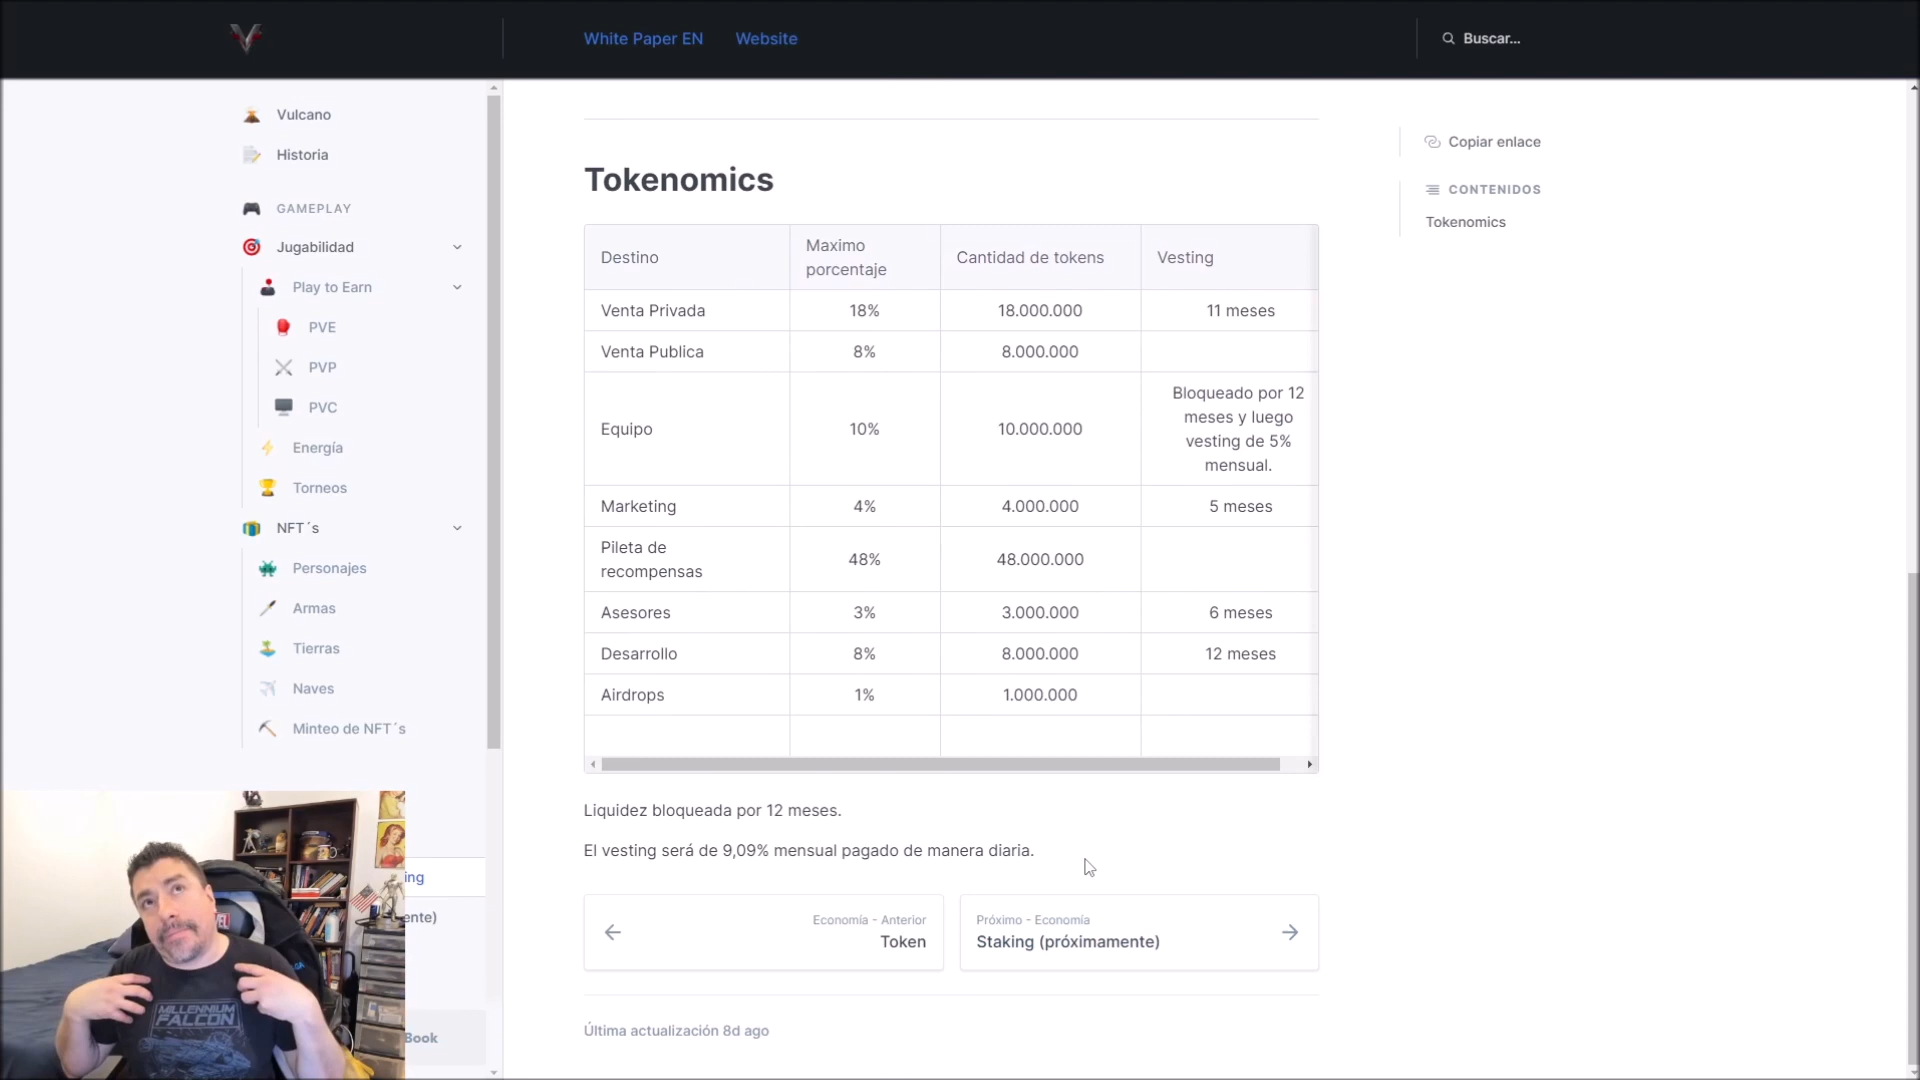 White Paper EN
Website
Buscar...
Vulcano
Historia
GAMEPLAY
Jugabilidad
Play to Earn
PVE
PVP
PVC
Energía
Torneos
NFT´s
Personajes
Armas
Tierras
Naves
Minteo de NFT´s
ing
ente)
Book
Tokenomics
Destino
Maximo
porcentaje
Cantidad de tokens
Vesting
Venta Privada
18%
18.000.000
11 meses
Venta Publica
8%
8.000.000
Equipo
10%
10.000.000
Bloqueado por 12
meses y luego
vesting de 5%
mensual.
Marketing
4%
4.000.000
5 meses
Pileta de
recompensas
48%
48.000.000
Asesores
3%
3.000.000
6 meses
Desarrollo
8%
8.000.000
12 meses
Airdrops
1%
1.000.000
Liquidez bloqueada por 12 meses.
El vesting será de 9,09% mensual pagado de manera diaria.
Economía - Anterior
Token
Próximo - Economía
Staking (próximamente)
Última actualización 8d ago
Copiar enlace
CONTENIDOS
Tokenomics
MILLENNIUM
FALCON